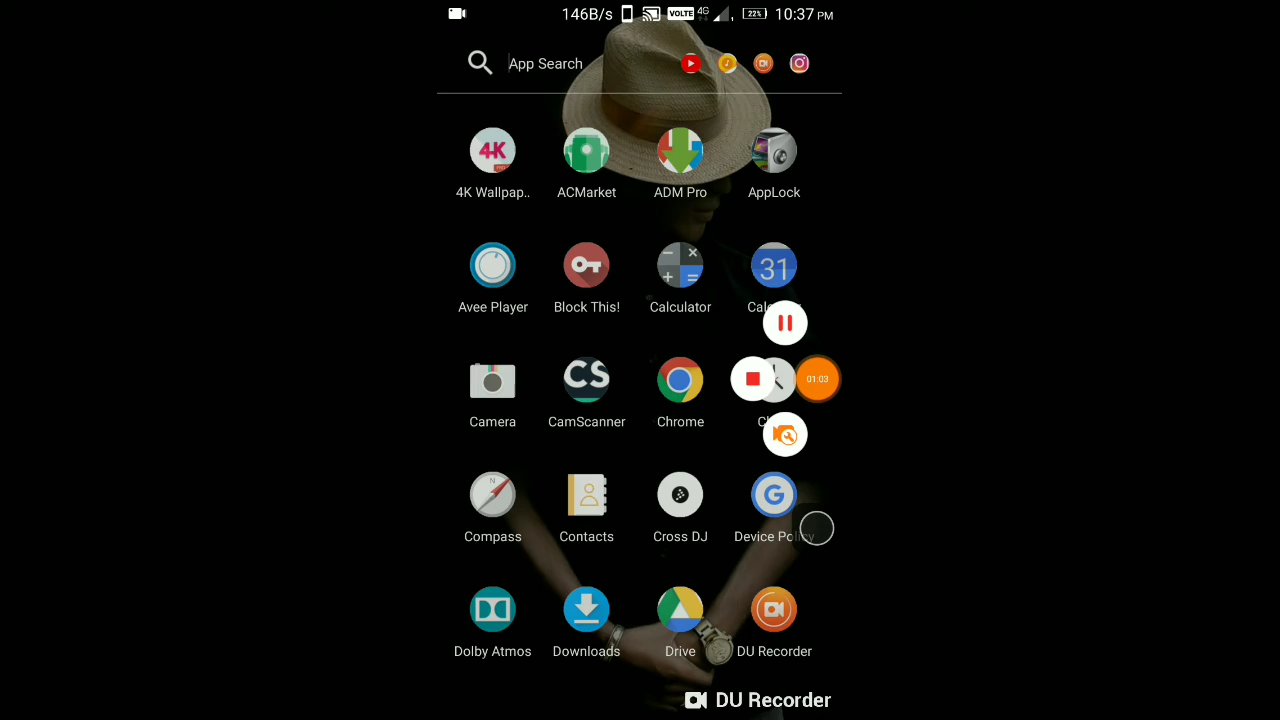 146B/s VOLTE 4G 22% 10:37 PM
App Search
4K
4K Wallpap.. ACMarket ADM Pro AppLock
31
Avee Player Block This! Calculator
01:03
CS
Camera CamScanner Chrome
N
G
Compass Contacts Cross DJ Device Policy
Dolby Atmos Downloads Drive DU Recorder
DU Recorder